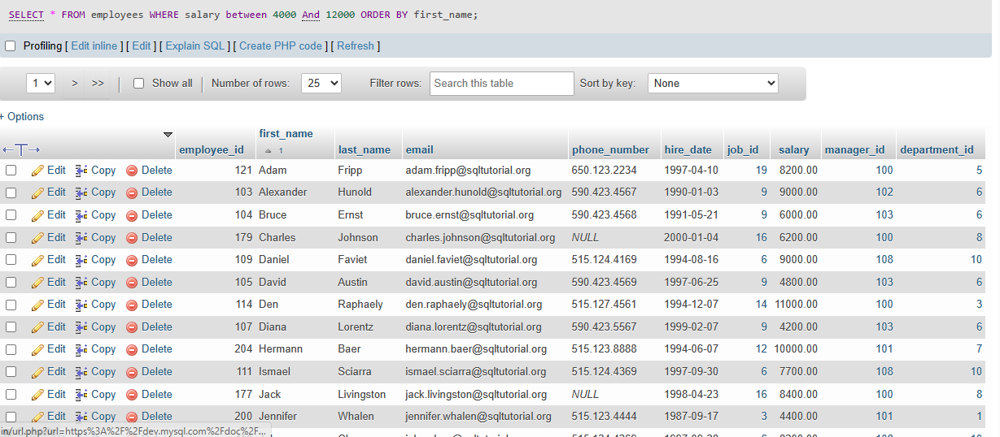 SELECT * FROM employees WHERE salary between 4000 And 12000 ORDER BY first_name;
Profiling [ Edit inline ] [ Edit ] [ Explain SQL ] [ Create PHP code ] [ Refresh ]
1 > >> Show all Number of rows: 25 Filter rows: Search this table Sort by key: None
+ Options
employee_id first_name 1 last_name email phone_number hire_date job_id salary manager_id department_id
Edit Copy Delete 121 Adam Fripp adam.fripp@sqltutorial.org 650.123.2234 1997-04-10 19 8200.00 100 5
Edit Copy Delete 103 Alexander Hunold alexander.hunold@sqltutorial.org 590.423.4567 1990-01-03 9 9000.00 102 6
Edit Copy Delete 104 Bruce Ernst bruce.ernst@sqltutorial.org 590.423.4568 1991-05-21 9 6000.00 103 6
Edit Copy Delete 179 Charles Johnson charles.johnson@sqltutorial.org NULL 2000-01-04 16 6200.00 100 8
Edit Copy Delete 109 Daniel Faviet daniel.faviet@sqltutorial.org 515.124.4169 1994-08-16 6 9000.00 108 10
Edit Copy Delete 105 David Austin david.austin@sqltutorial.org 590.423.4569 1997-06-25 9 4800.00 103 6
Edit Copy Delete 114 Den Raphaely den.raphaely@sqltutorial.org 515.127.4561 1994-12-07 14 11000.00 100 3
Edit Copy Delete 107 Diana Lorentz diana.lorentz@sqltutorial.org 590.423.5567 1999-02-07 9 4200.00 103 6
Edit Copy Delete 204 Hermann Baer hermann.baer@sqltutorial.org 515.123.8888 1994-06-07 12 10000.00 101 7
Edit Copy Delete 111 Ismael Sciarra ismael.sciarra@sqltutorial.org 515.124.4369 1997-09-30 6 7700.00 108 10
Edit Copy Delete 177 Jack Livingston jack.livingston@sqltutorial.org NULL 1998-04-23 16 8400.00 100 8
Edit Copy Delete 200 Jennifer Whalen jennifer.whalen@sqltutorial.org 515.123.4444 1987-09-17 3 4400.00 101 1
in/url.php?url=https%3A%2F%2Fdev.mysql.com%2Fdoc%2F...